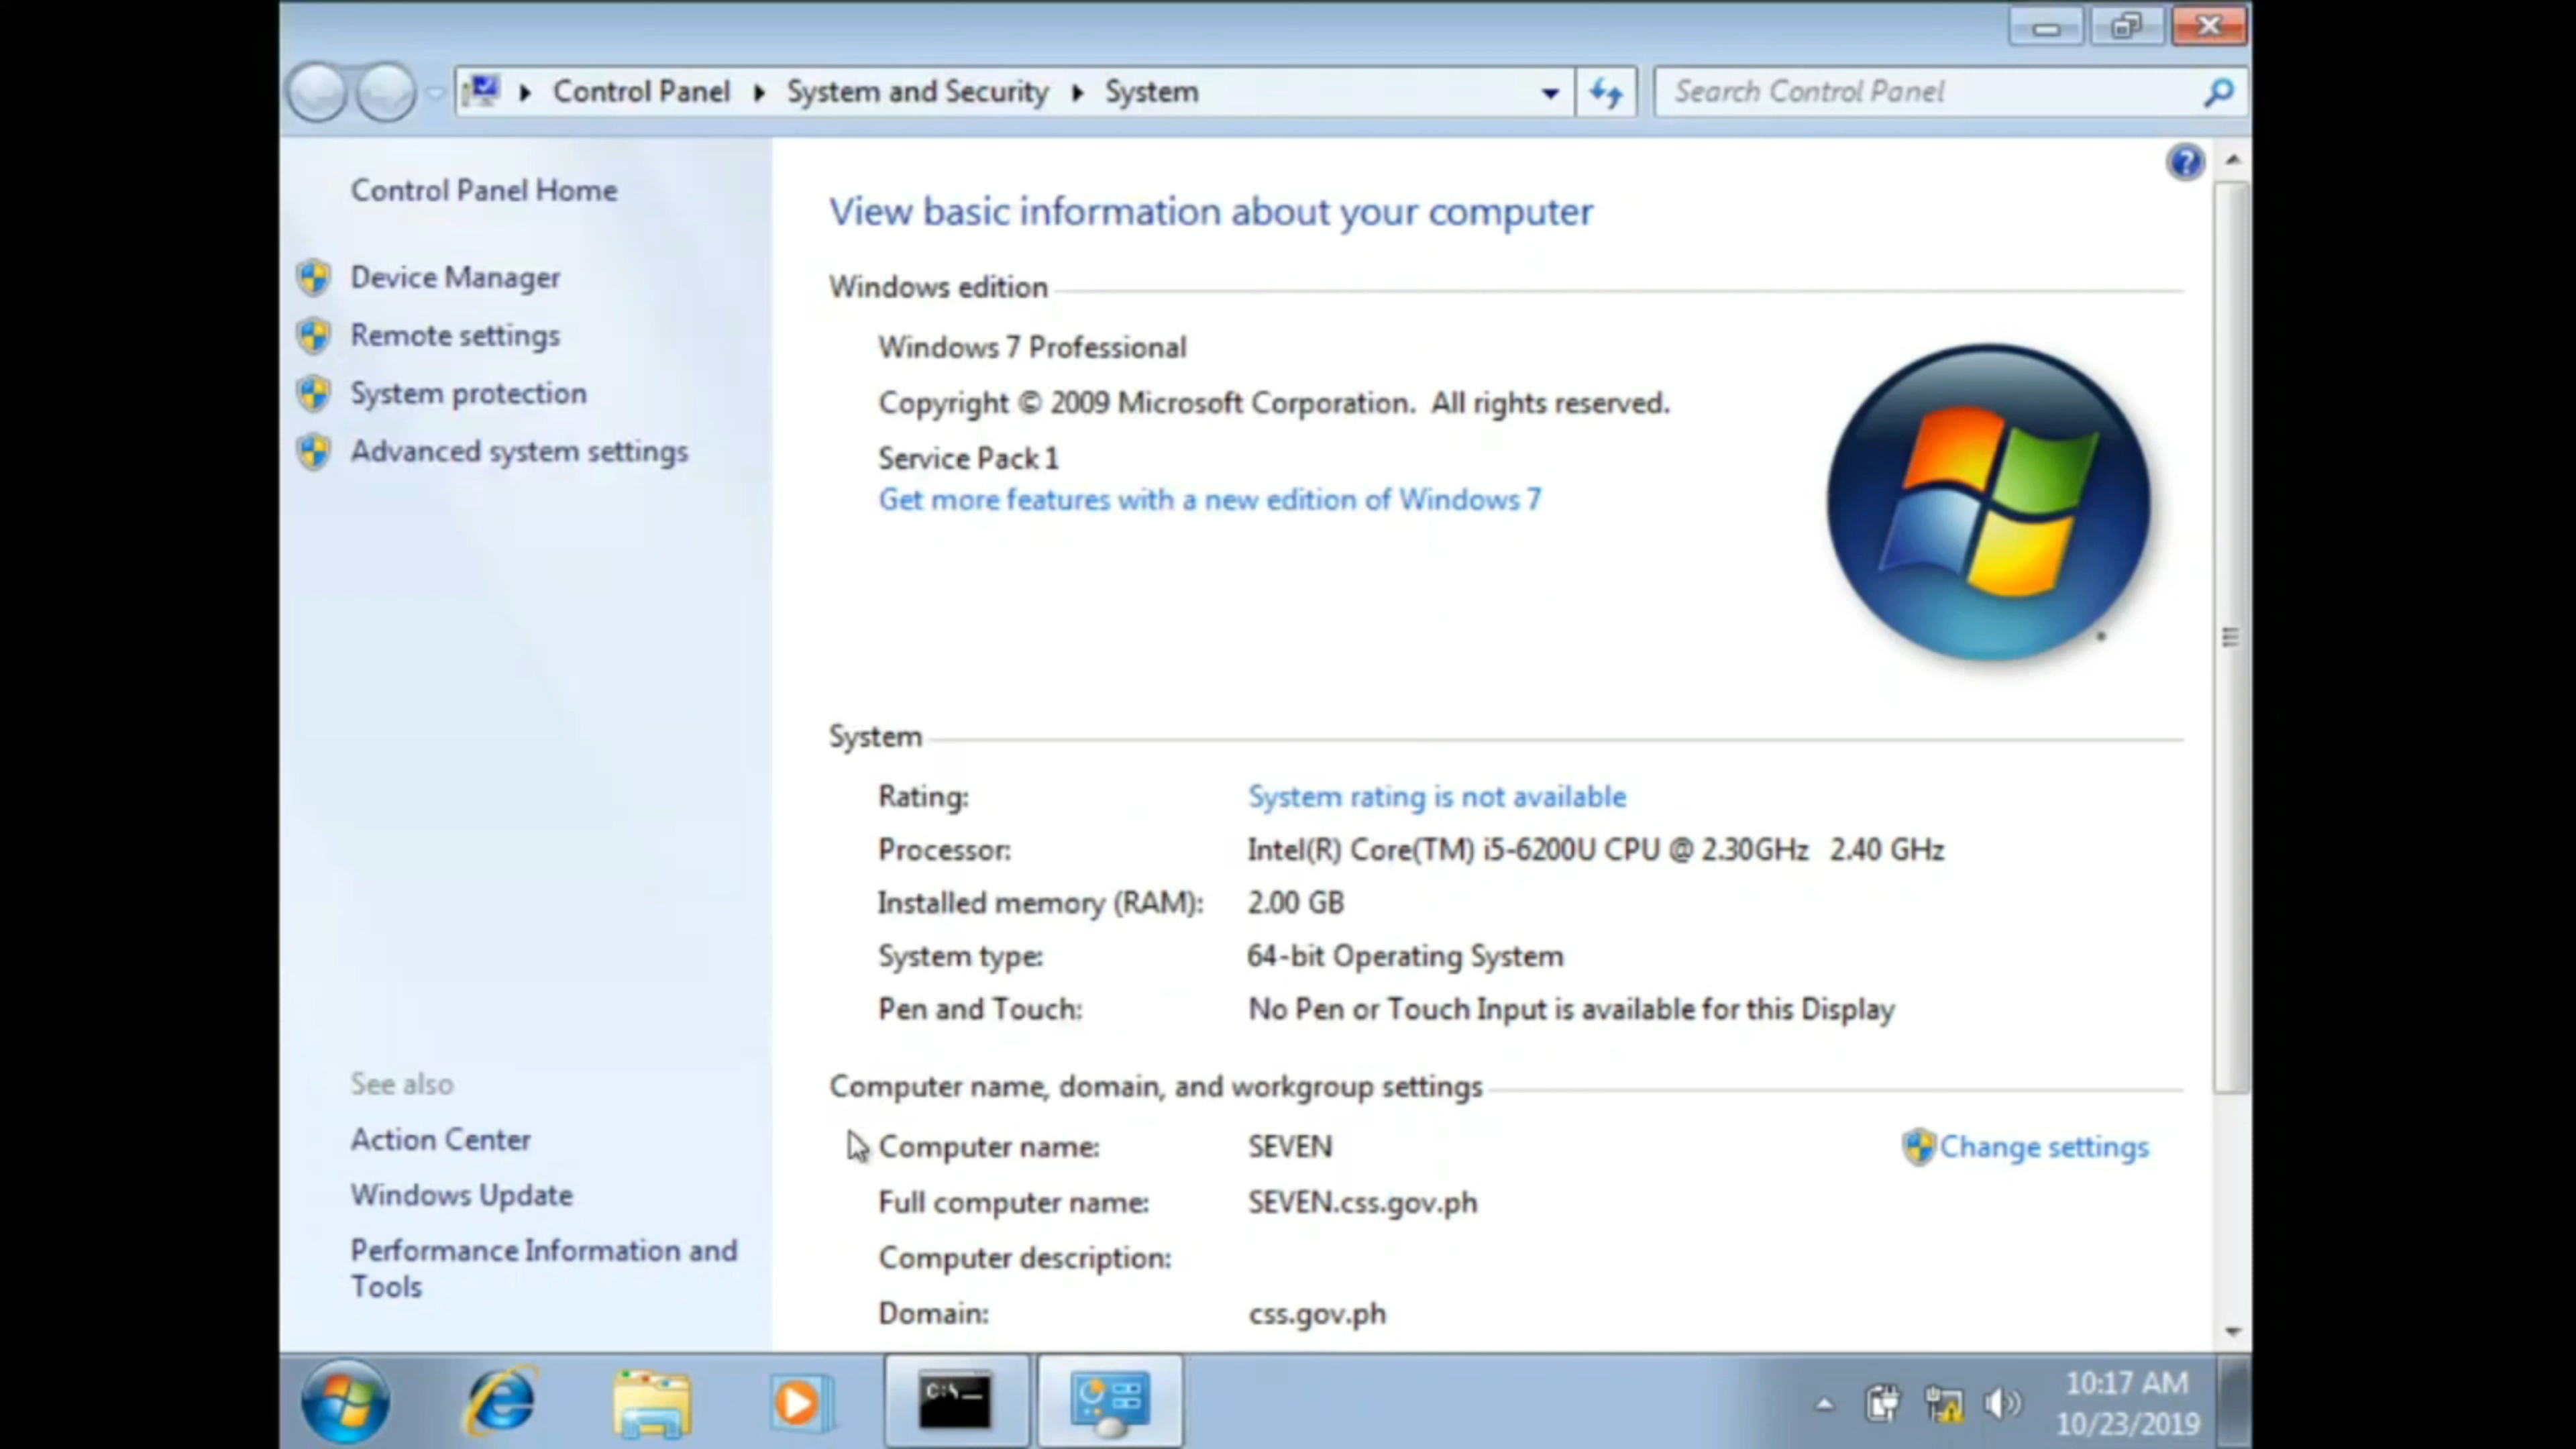 Control Panel System and Security System
Search Control Panel
Control Panel Home
Device Manager
Remote settings
System protection
Advanced system settings
See also
Action Center
Windows Update
Performance Information and
Tools
View basic information about your computer
Windows edition
Windows 7 Professional
Copyright © 2009 Microsoft Corporation. All rights reserved.
Service Pack 1
Get more features with a new edition of Windows 7
System
Rating: System rating is not available
Processor: Intel(R) Core(TM) i5-6200U CPU @ 2.30GHz 2.40 GHz
Installed memory (RAM): 2.00 GB
System type: 64-bit Operating System
Pen and Touch: No Pen or Touch Input is available for this Display
Computer name, domain, and workgroup settings
Computer name: SEVEN Change settings
Full computer name: SEVEN.css.gov.ph
Computer description:
Domain: css.gov.ph
C:\
10:17 AM
10/23/2019